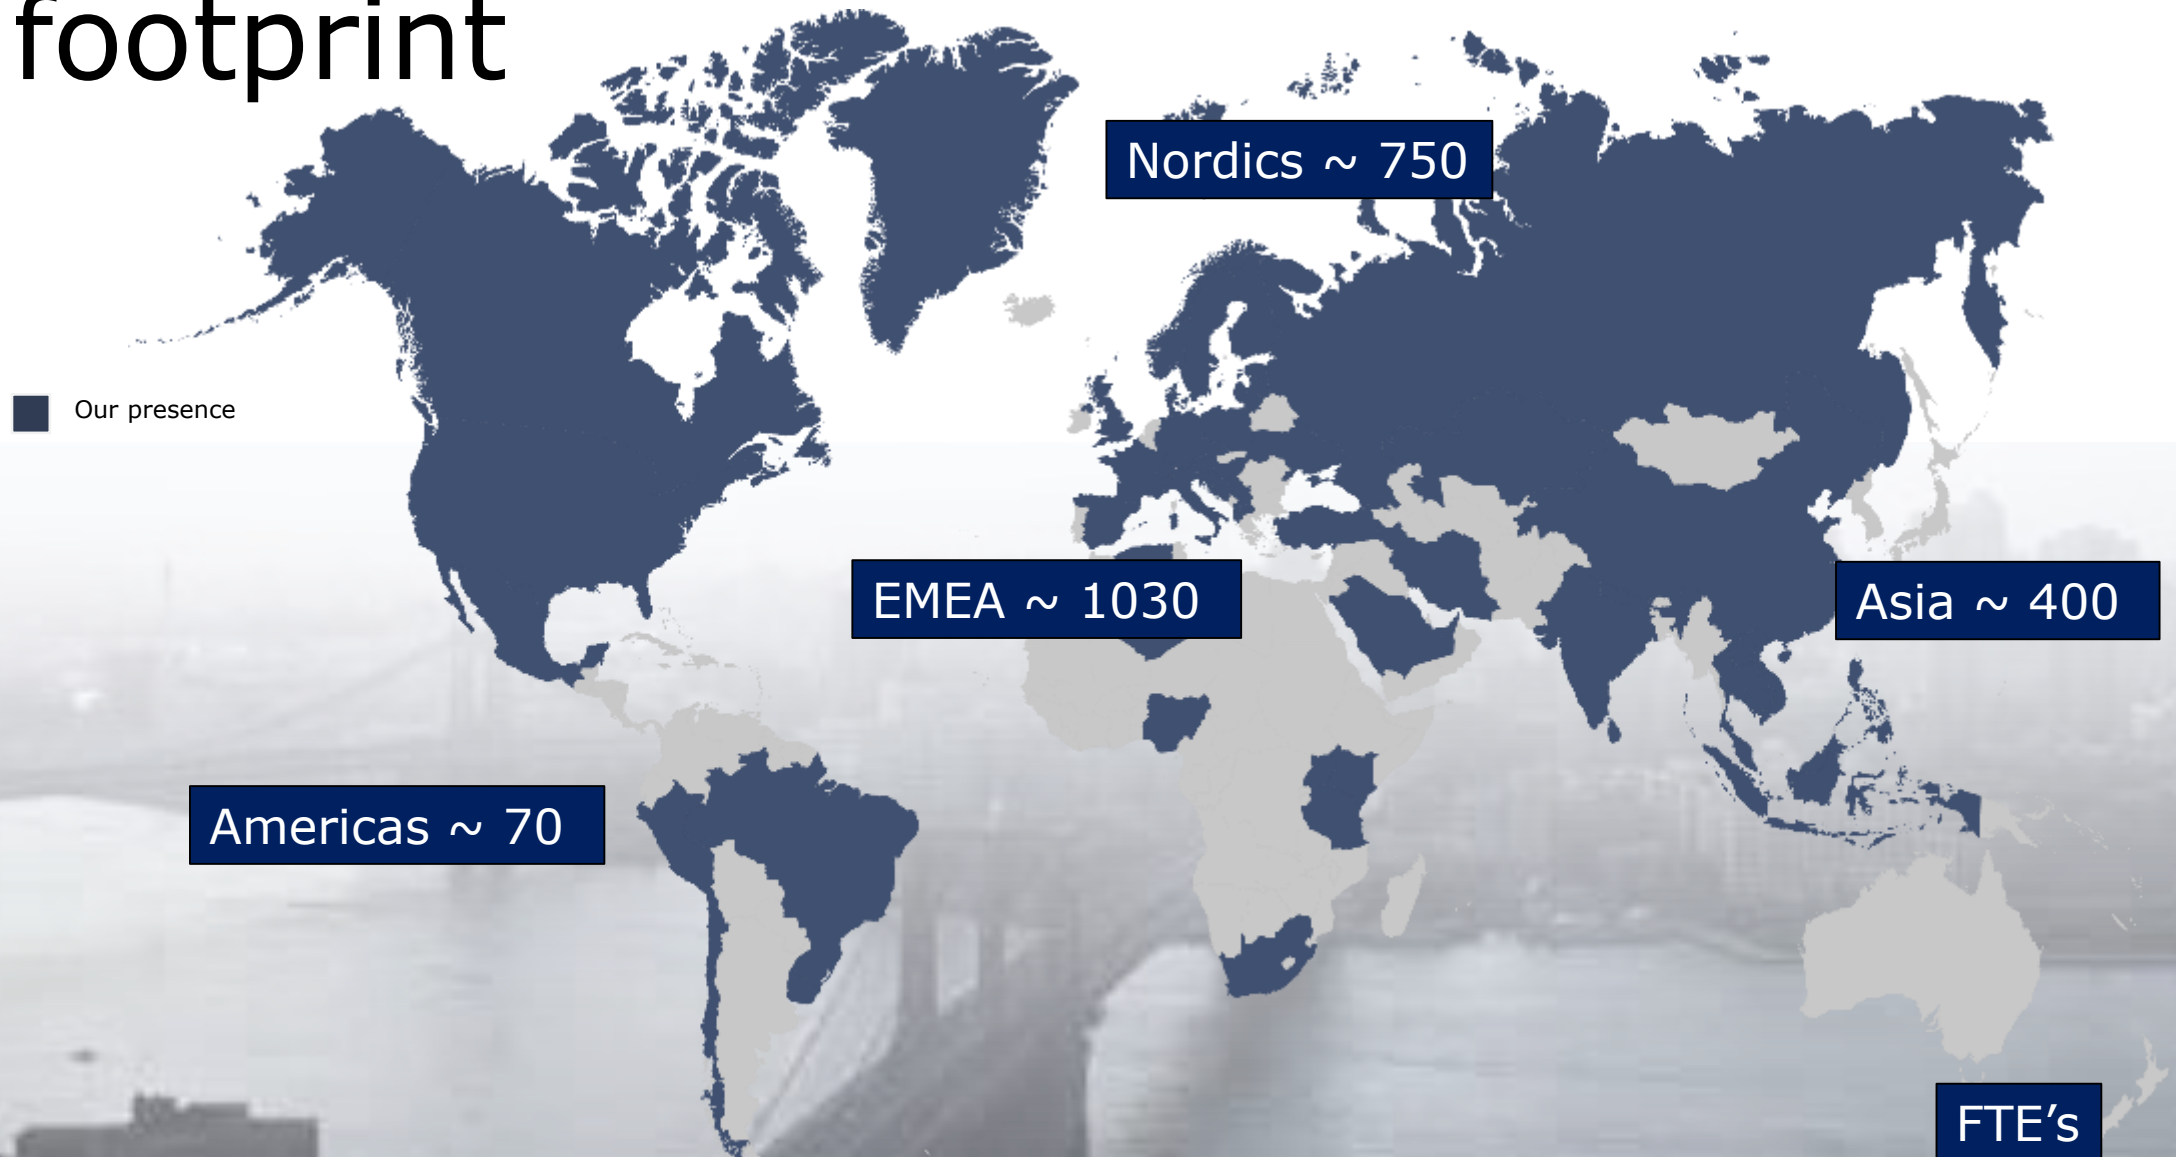 footprint
Nordics ~ 750
Our presence
EMEA ~ 1030
Asia ~ 400
Americas ~ 70
FTE’s